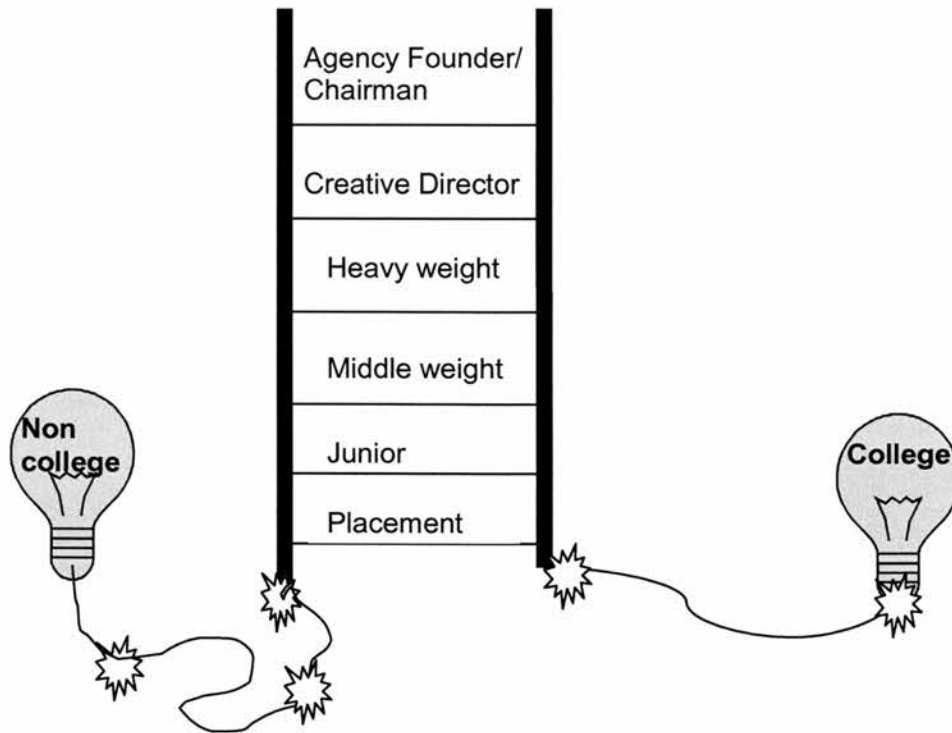 Agency Founder/
Chairman
Creative Director
Heavy weight
Middle weight
Junior
Placement
Non
college
College